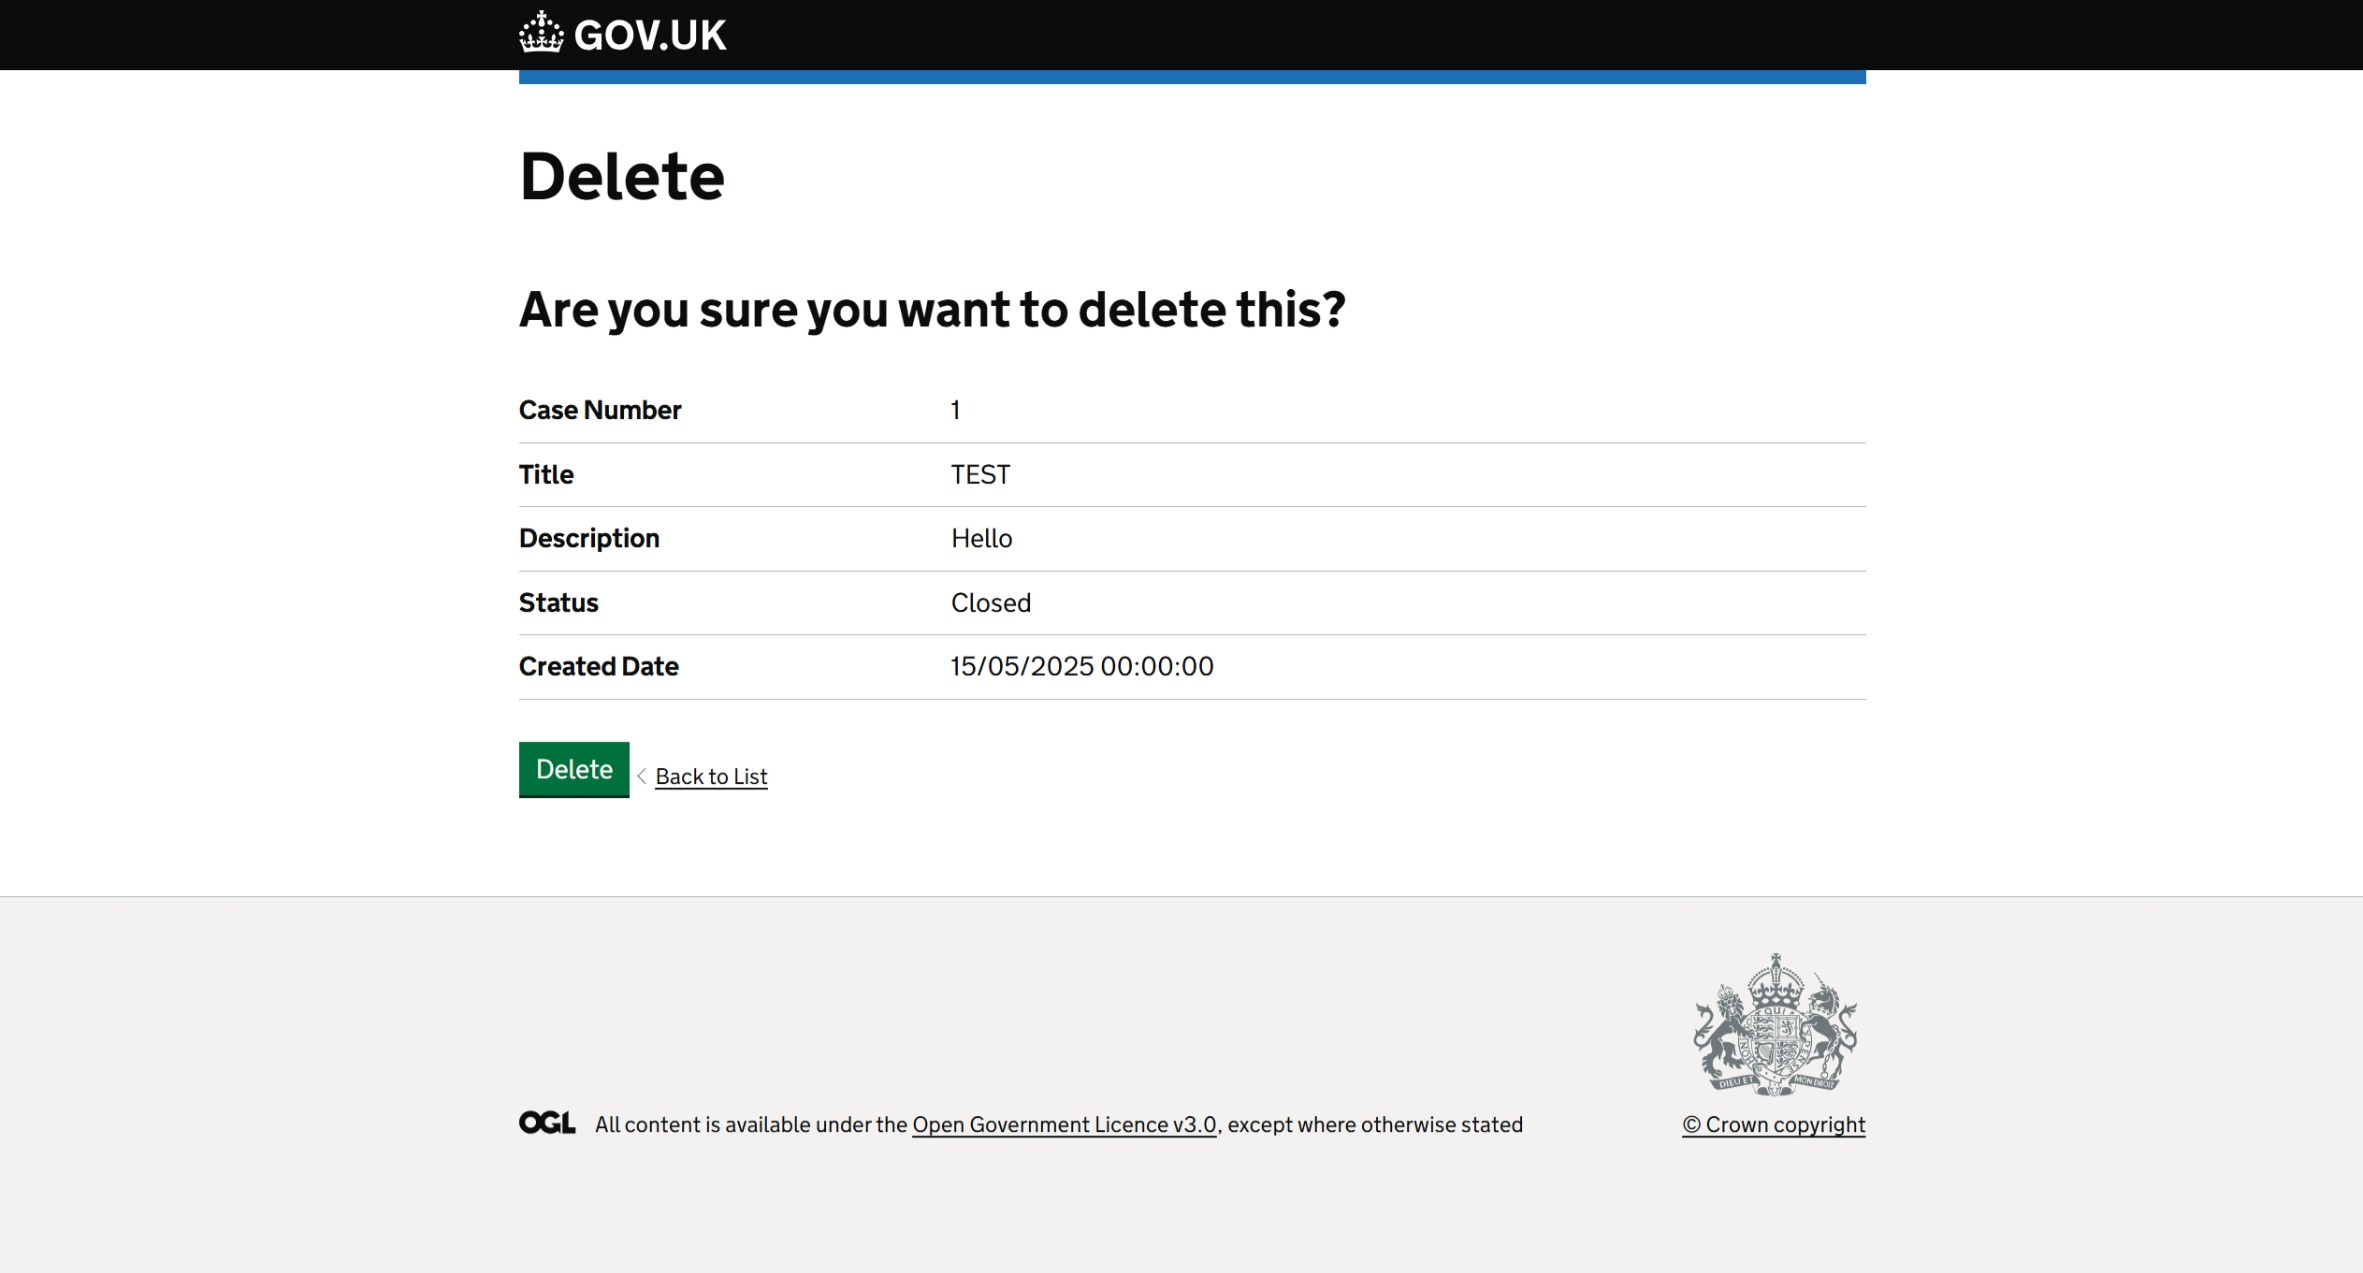 GOV.UK
Delete
Are you sure you want to delete this?
Case Number 1
Title TEST
Description Hello
Status Closed
Created Date 15/05/2025 00:00:00
Delete Back to List
DIEU ET MON DROIT
OGL All content is available under the Open Government Licence v3.0, except where otherwise stated © Crown copyright